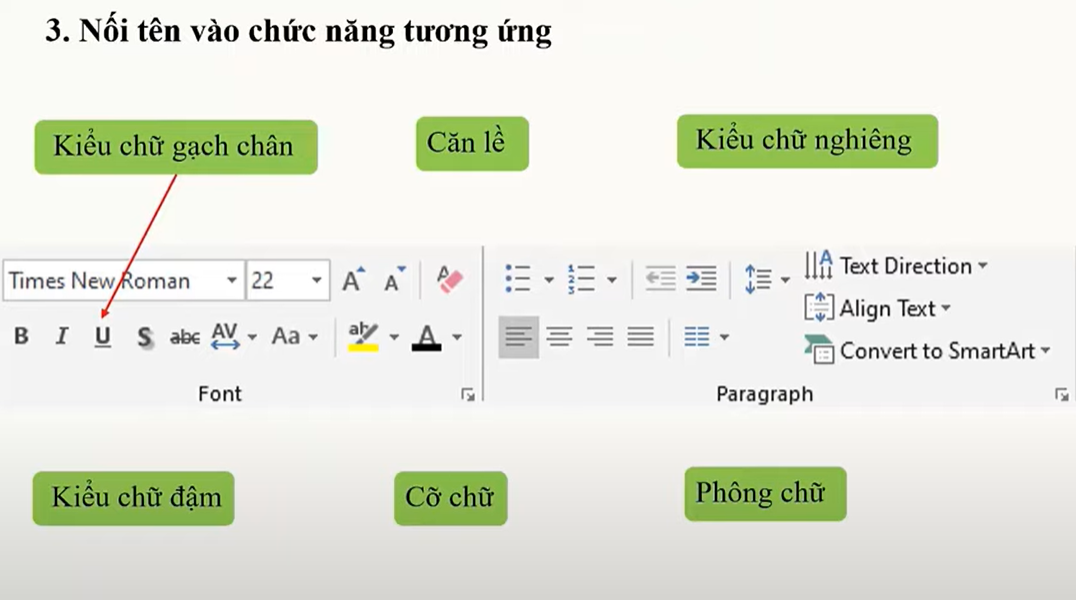 3. Nối tên vào chức năng tương ứng
Kiểu chữ gạch chân
Căn lề
Kiểu chữ nghiêng
Times New Roman 22 A A A Text Direction
Align Text
B I U S abc AV Aa ab A
Convert to SmartArt
Font Paragraph
Kiểu chữ đậm
Cỡ chữ
Phông chữ